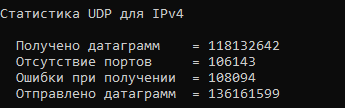 Статистика UDP для IPv4
Получено датаграмм = 118132642
Отсутствие портов = 106143
Ошибки при получении = 108094
Отправлено датаграмм = 136161599